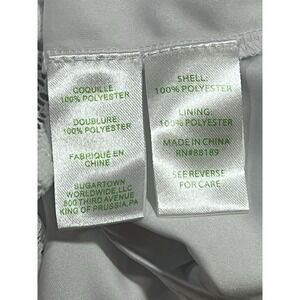 COQUILLE:
100% POLYESTER
DOUBLURE:
100% POLYESTER
FABRIQUÉ EN
CHINE
SUGARTOWN
WORLDWIDE, LLC
800 THIRD AVENUE
KING OF PRUSSIA, PA
SHELL:
100% POLYESTER
LINING:
100% POLYESTER
MADE IN CHINA
RN#88189
SEE REVERSE
FOR CARE